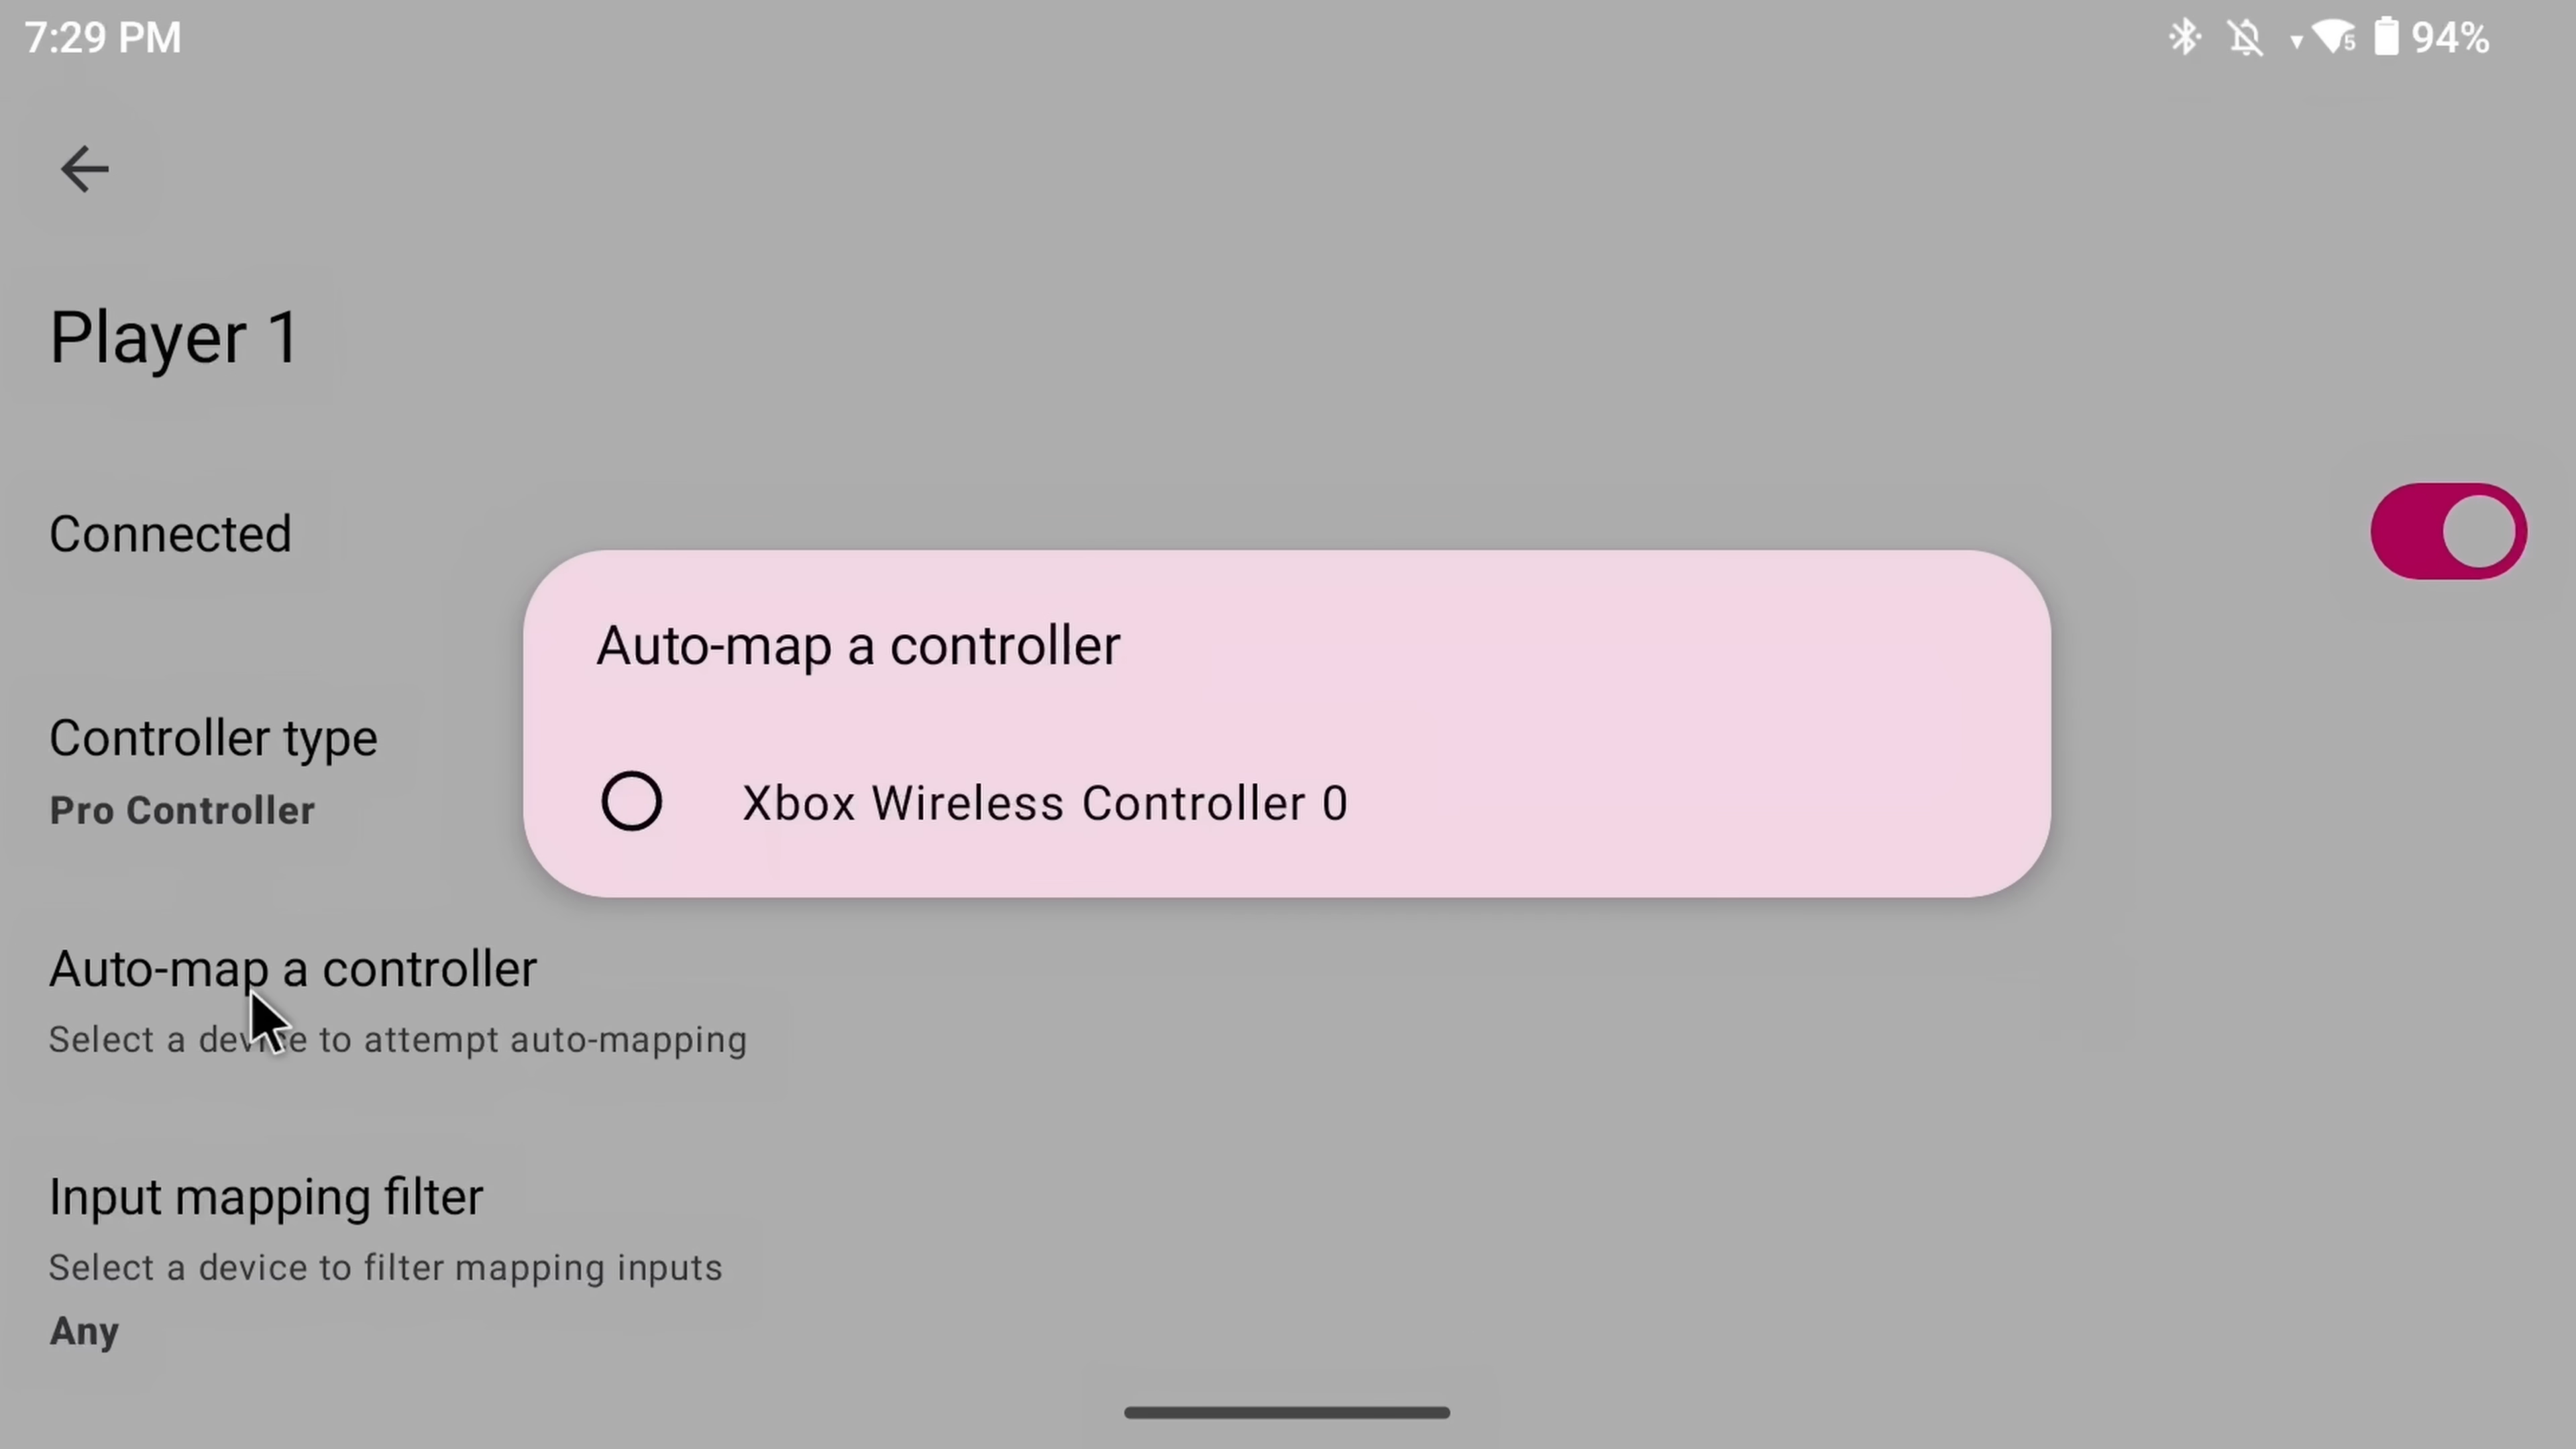 7:29 PM
5
94%
Player 1
Connected
Auto-map a controller
Xbox Wireless Controller 0
Controller type
Pro Controller
Auto-map a controller
Select a device to attempt auto-mapping
Input mapping filter
Select a device to filter mapping inputs
Any